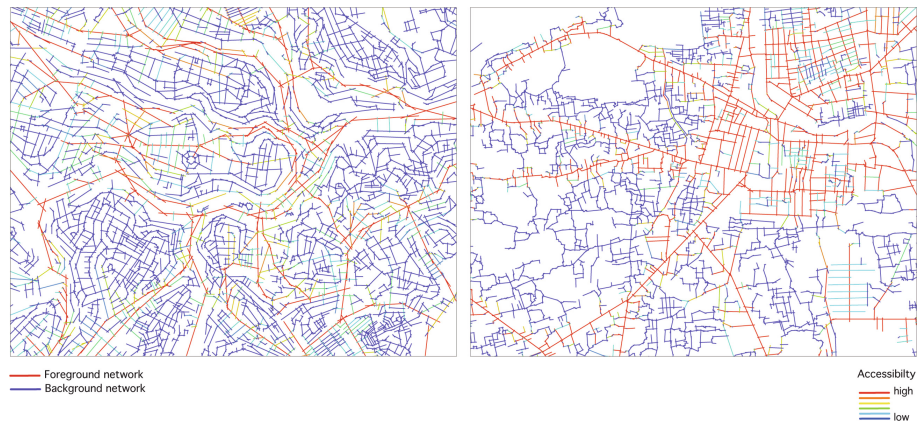 Foreground network
Background network
Accessibilty
high
low